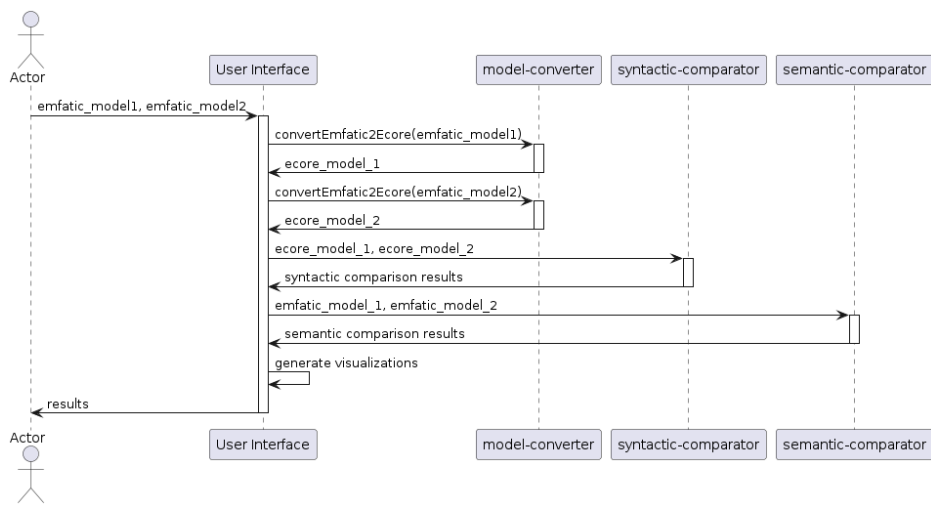 Actor
User Interface
model-converter
syntactic-comparator
semantic-comparator
emfatic_model1, emfatic_model2
convertEmfatic2Ecore(emfatic_model1)
ecore_model_1
convertEmfatic2Ecore(emfatic_model2)
ecore_model_2
ecore_model_1, ecore_model_2
syntactic comparison results
emfatic_model_1, emfatic_model_2
semantic comparison results
generate visualizations
results
Actor
User Interface
model-converter
syntactic-comparator
semantic-comparator